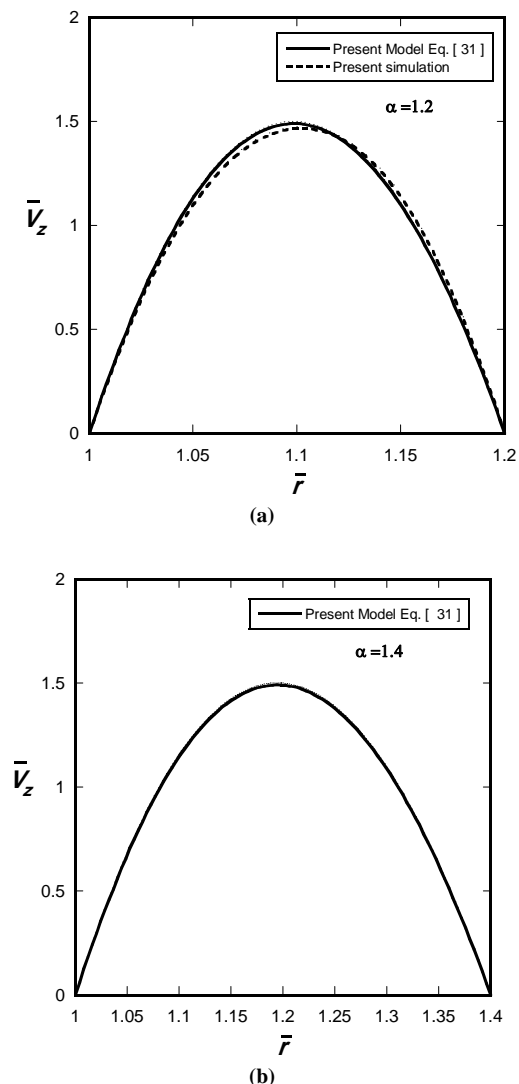 2
Present Model Eq. [ 31 ]
Present simulation
α =1.2
1.5
V̅z
1
0.5
0
1 1.05 1.1 1.15 1.2
r̅
(a)
2
Present Model Eq. [ 31 ]
α =1.4
1.5
V̅z
1
0.5
0
1 1.05 1.1 1.15 1.2 1.25 1.3 1.35 1.4
r̅
(b)